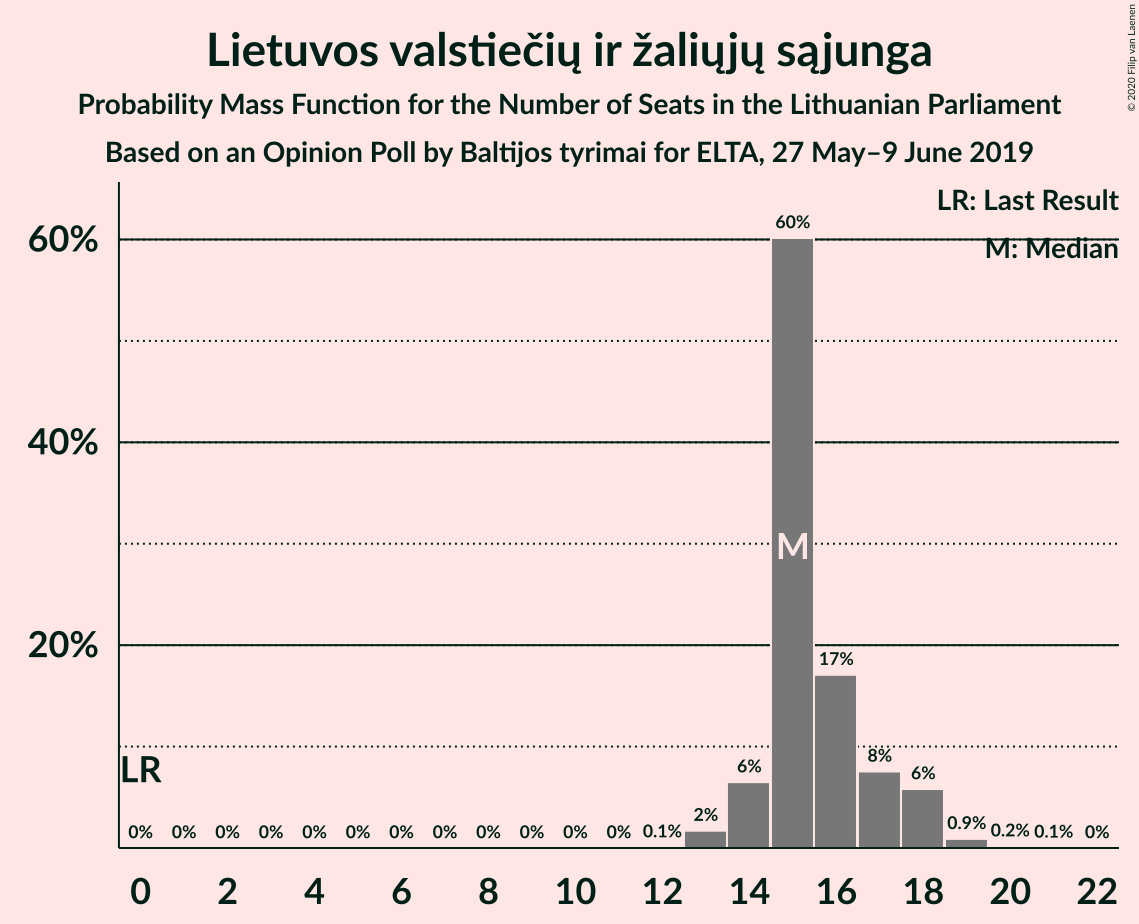 Lietuvos valstiečių ir žaliųjų sąjunga
Probability Mass Function for the Number of Seats in the Lithuanian Parliament
Based on an Opinion Poll by Baltijos tyrimai for ELTA, 27 May–9 June 2019
© 2020 Filip van Laenen
LR: Last Result
M: Median
60%
40%
20%
60%
M
17%
8%
6%
6%
2%
LR
0% 0% 0% 0% 0% 0% 0% 0% 0% 0% 0% 0% 0.1% 0.9% 0.2% 0.1% 0%
0 2 4 6 8 10 12 14 16 18 20 22